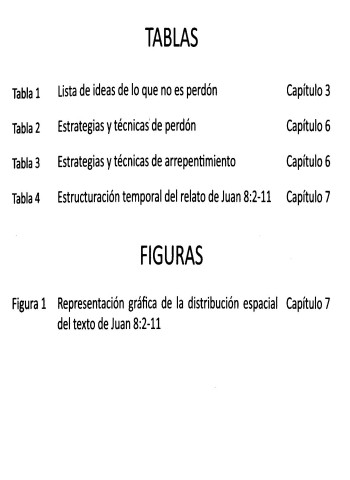 TABLAS
Tabla 1 Lista de ideas de lo que no es perdón Capítulo 3
Tabla 2 Estrategias y técnicas de perdón Capítulo 6
Tabla 3 Estrategias y técnicas de arrepentimiento Capítulo 6
Tabla 4 Estructuración temporal del relato de Juan 8:2-11 Capítulo 7
FIGURAS
Figura 1 Representación gráfica de la distribución espacial Capítulo 7
del texto de Juan 8:2-11